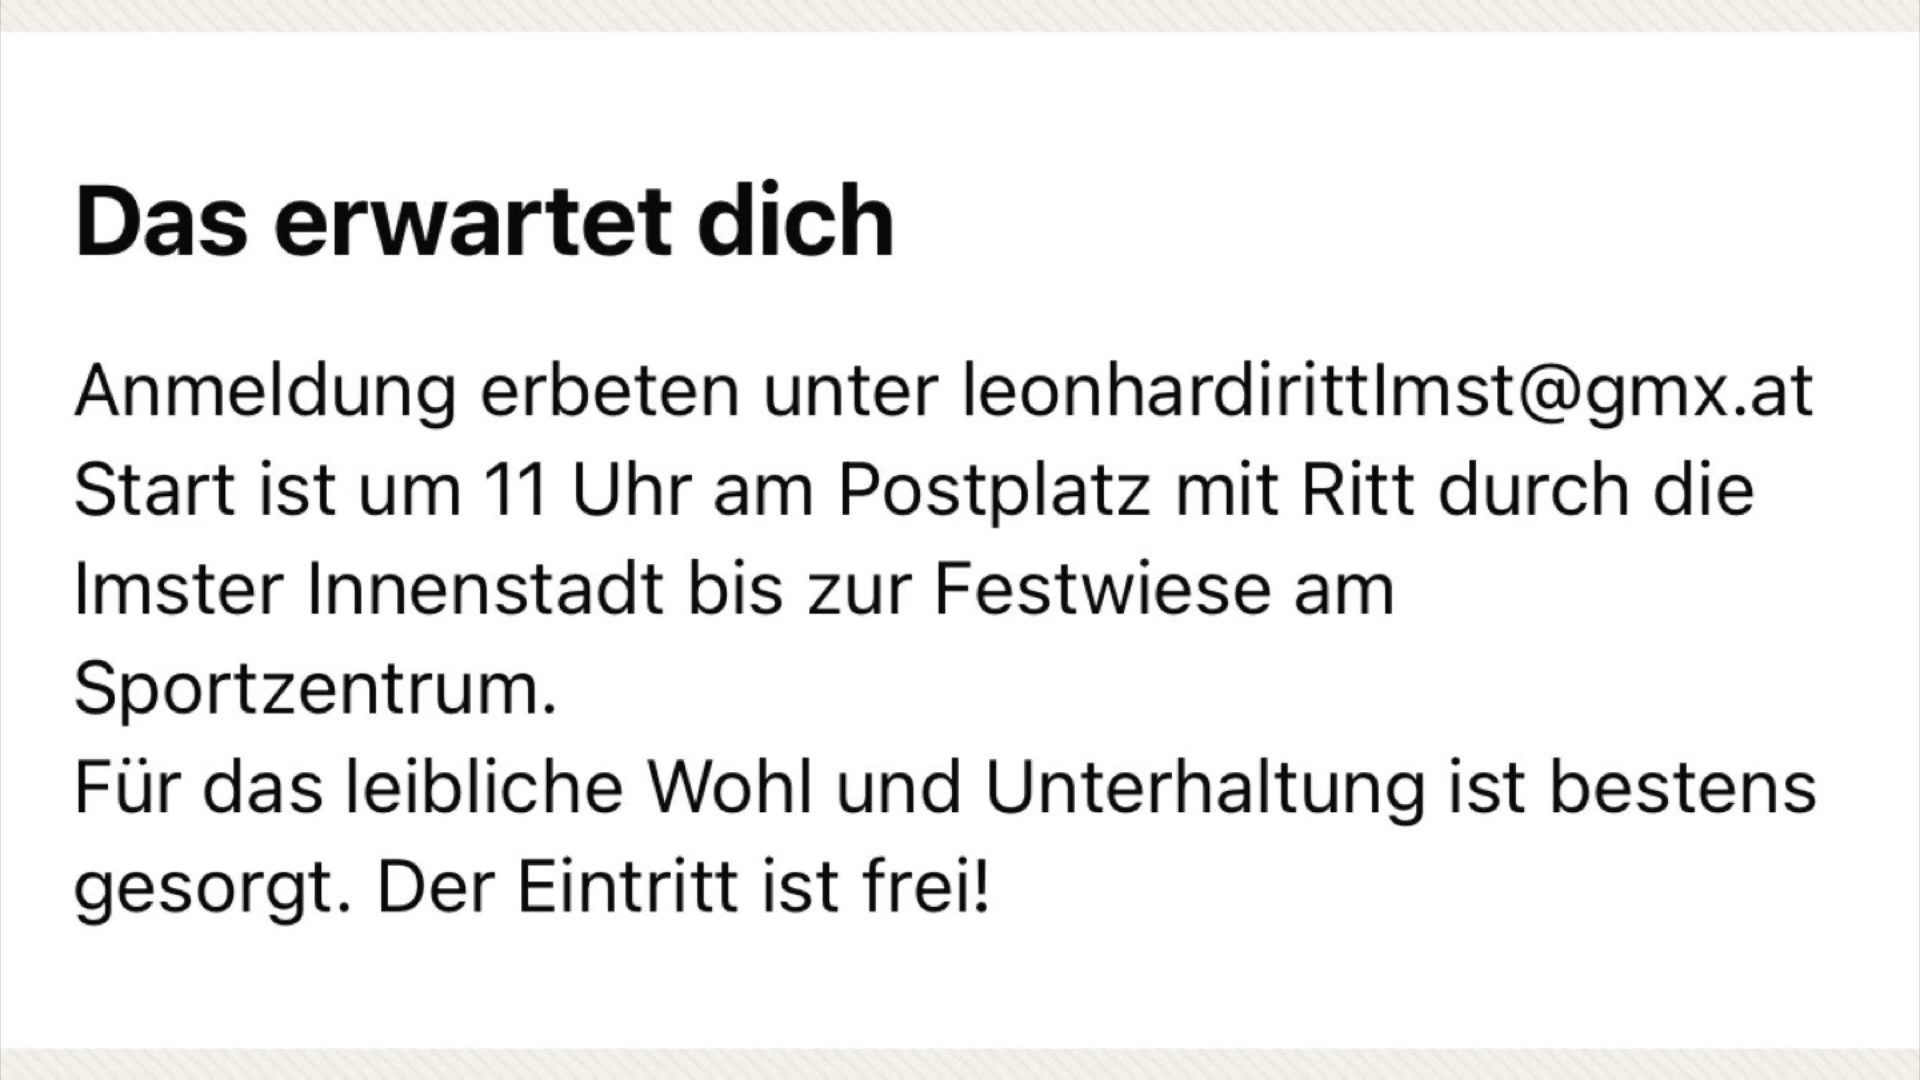 Das erwartet dich
Anmeldung erbeten unter leonhardirittImst@gmx.at
Start ist um 11 Uhr am Postplatz mit Ritt durch die
Imster Innenstadt bis zur Festwiese am
Sportzentrum.
Für das leibliche Wohl und Unterhaltung ist bestens
gesorgt. Der Eintritt ist frei!